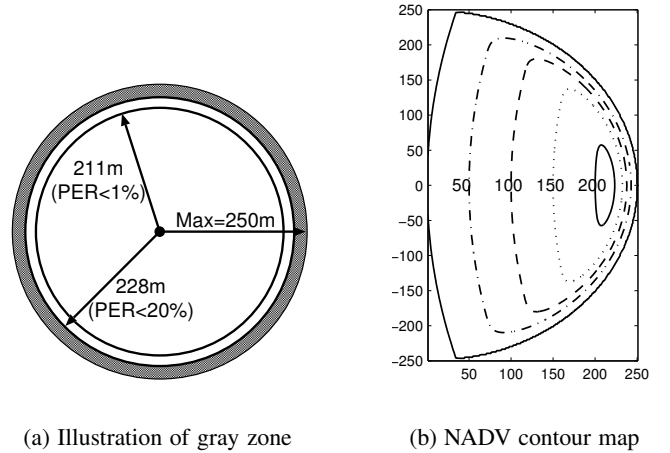 211m
(PER<1%)
Max=250m
228m
(PER<20%)
250
200
150
100
50
0
−50
−100
−150
−200
−250
50 100 150 200
50 100 150 200 250
(a) Illustration of gray zone
(b) NADV contour map